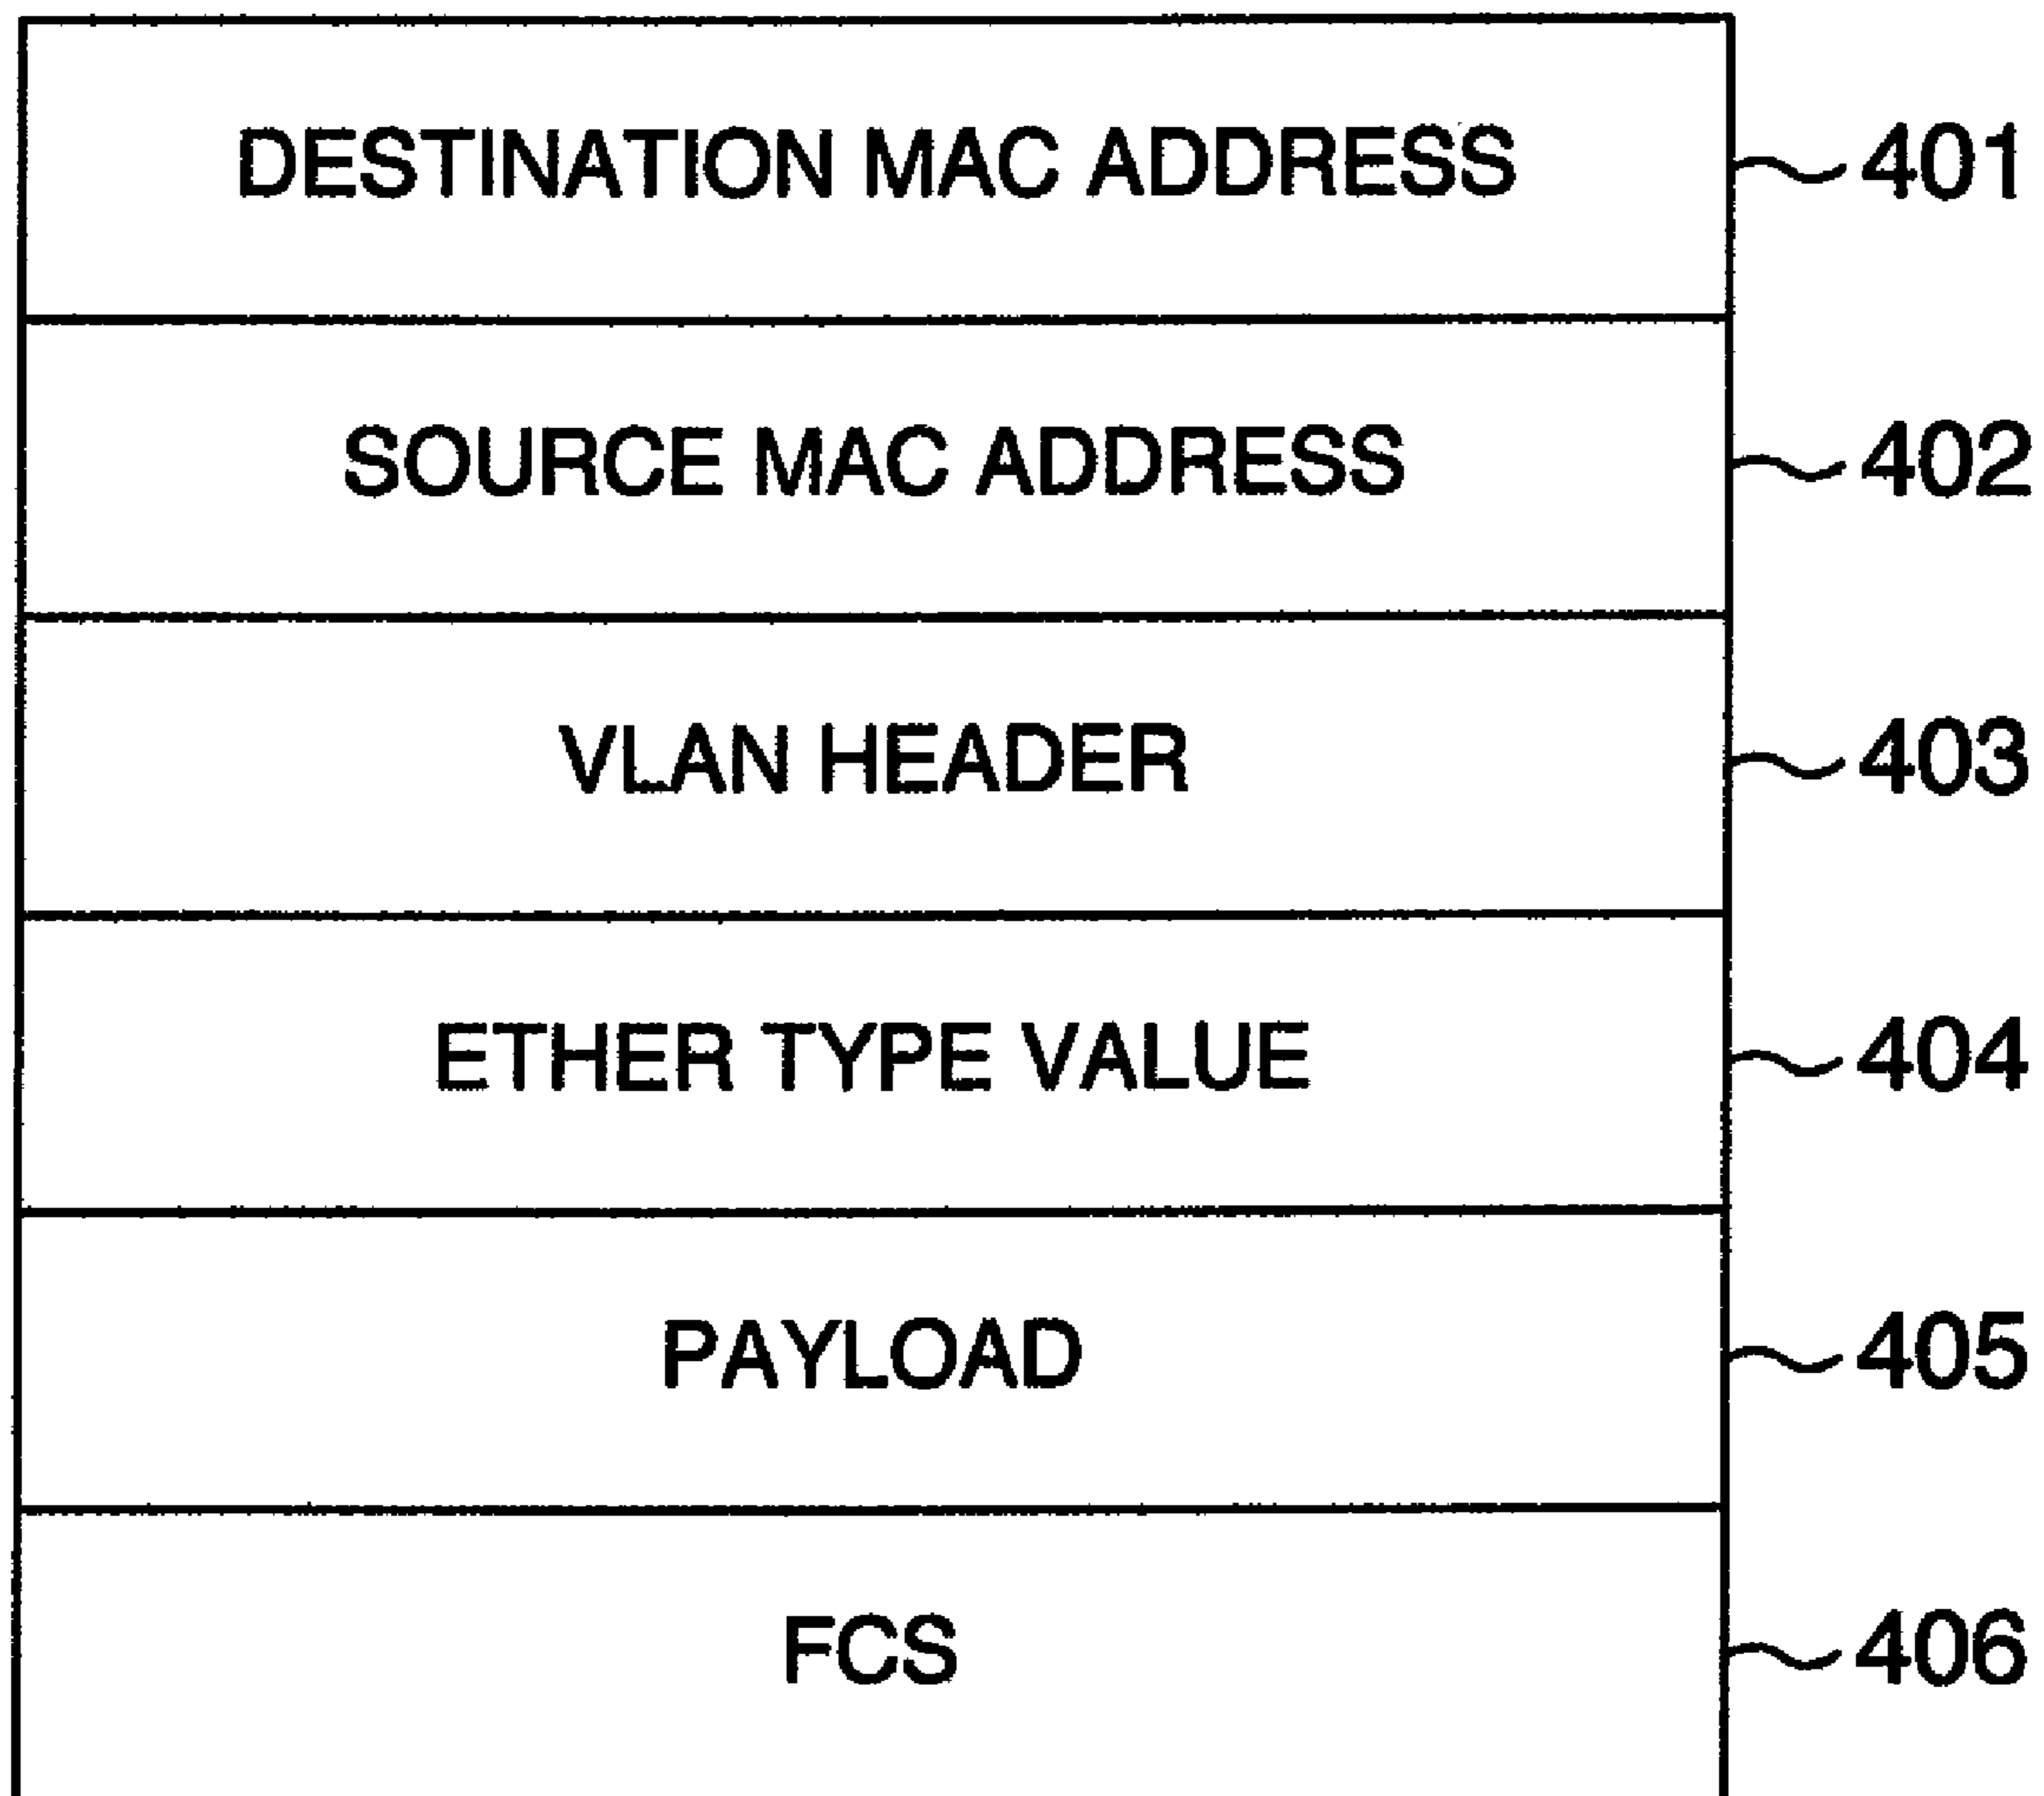 DESTINATION MAC ADDRESS 401
SOURCE MAC ADDRESS 402
VLAN HEADER 403
ETHER TYPE VALUE 404
PAYLOAD 405
FCS 406